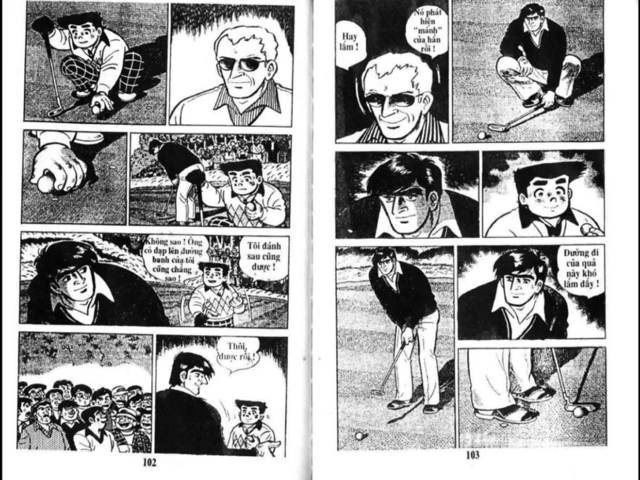 Không sao ! Ông
có đạp lên đường
banh của tôi
cũng chẳng
sao !
Tôi đánh
sau cũng
được !
Thôi,
được rồi !
102
Hay
lắm !
Nó phát
hiện
"mánh"
của hắn
rồi !
Đường đi
của quả
này khó
lắm đấy !
103